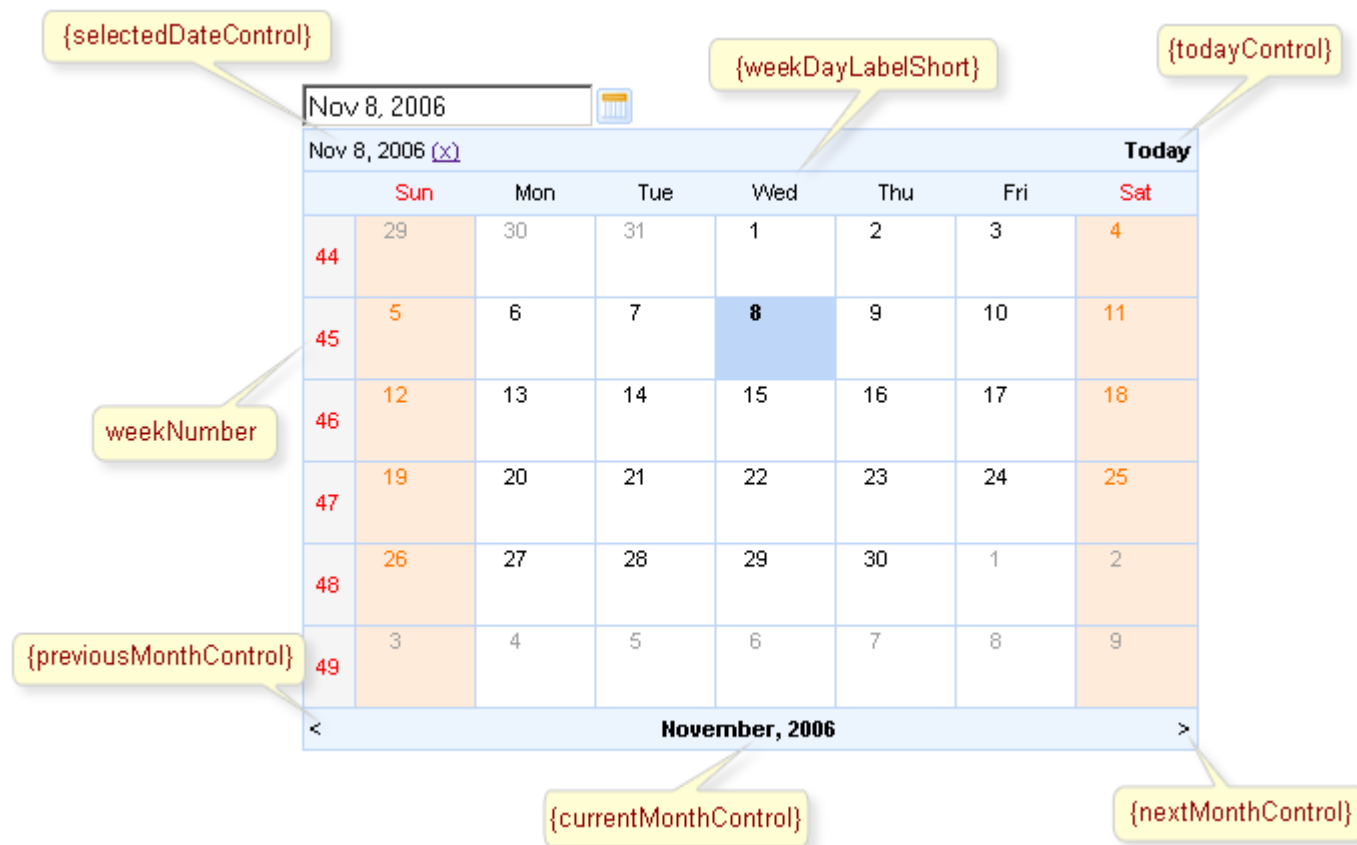 {selectedDateControl}
{weekDayLabelShort}
{todayControl}
Nov 8, 2006
Nov 8, 2006 (x) Today
Sun Mon Tue Wed Thu Fri Sat
44 29 30 31 1 2 3 4
45 5 6 7 8 9 10 11
weekNumber
46 12 13 14 15 16 17 18
47 19 20 21 22 23 24 25
48 26 27 28 29 30 1 2
{previousMonthControl}
49 3 4 5 6 7 8 9
< November, 2006 >
{currentMonthControl}
{nextMonthControl}